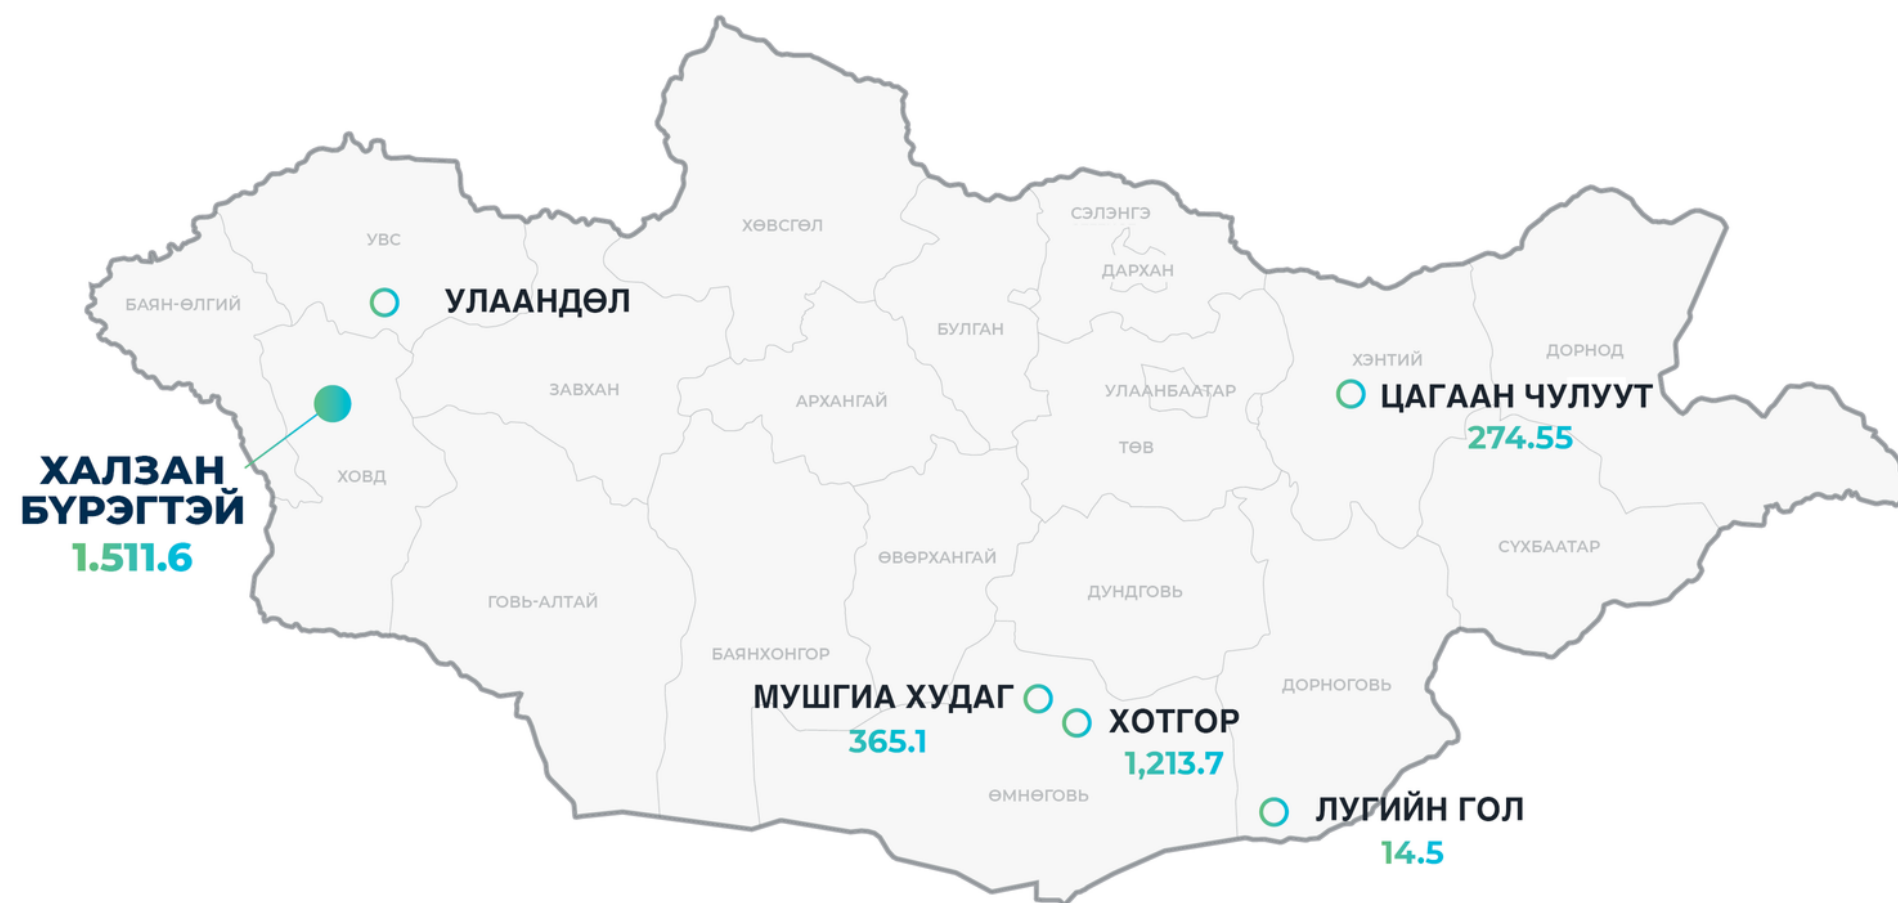 СЭЛЭНГЭ
ХӨВСГӨЛ
УВС
ДАРХАН
БАЯН-ӨЛГИЙ
УЛААНДӨЛ
БУЛГАН
ДОРНОД
ХЭНТИЙ
ЗАВХАН
УЛААНБААТАР
ЦАГААН ЧУЛУУТ
274.55
АРХАНГАЙ
ТӨВ
ХАЛЗАН
БҮРЭГТЭЙ
1.511.6
ХОВД
СҮХБААТАР
ӨВӨРХАНГАЙ
ДУНДГОВЬ
ГОВЬ-АЛТАЙ
БАЯНХОНГОР
ДОРНОГОВЬ
МУШГИА ХУДАГ
365.1
ХОТГОР
1,213.7
ӨМНӨГОВЬ
ЛУГИЙН ГОЛ
14.5